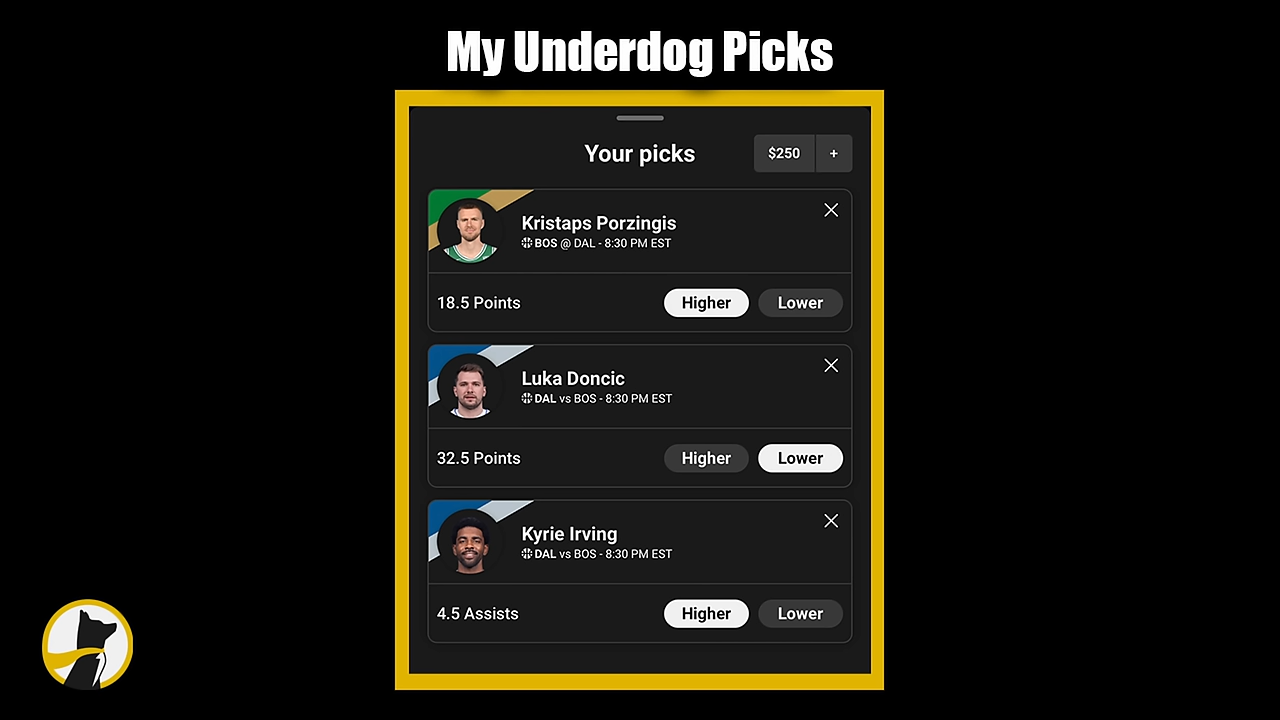 My Underdog Picks
Your picks
$250 +
Kristaps Porzingis
BOS @ DAL - 8:30 PM EST
18.5 Points Higher Lower
Luka Doncic
DAL vs BOS - 8:30 PM EST
32.5 Points Higher Lower
Kyrie Irving
DAL vs BOS - 8:30 PM EST
4.5 Assists Higher Lower